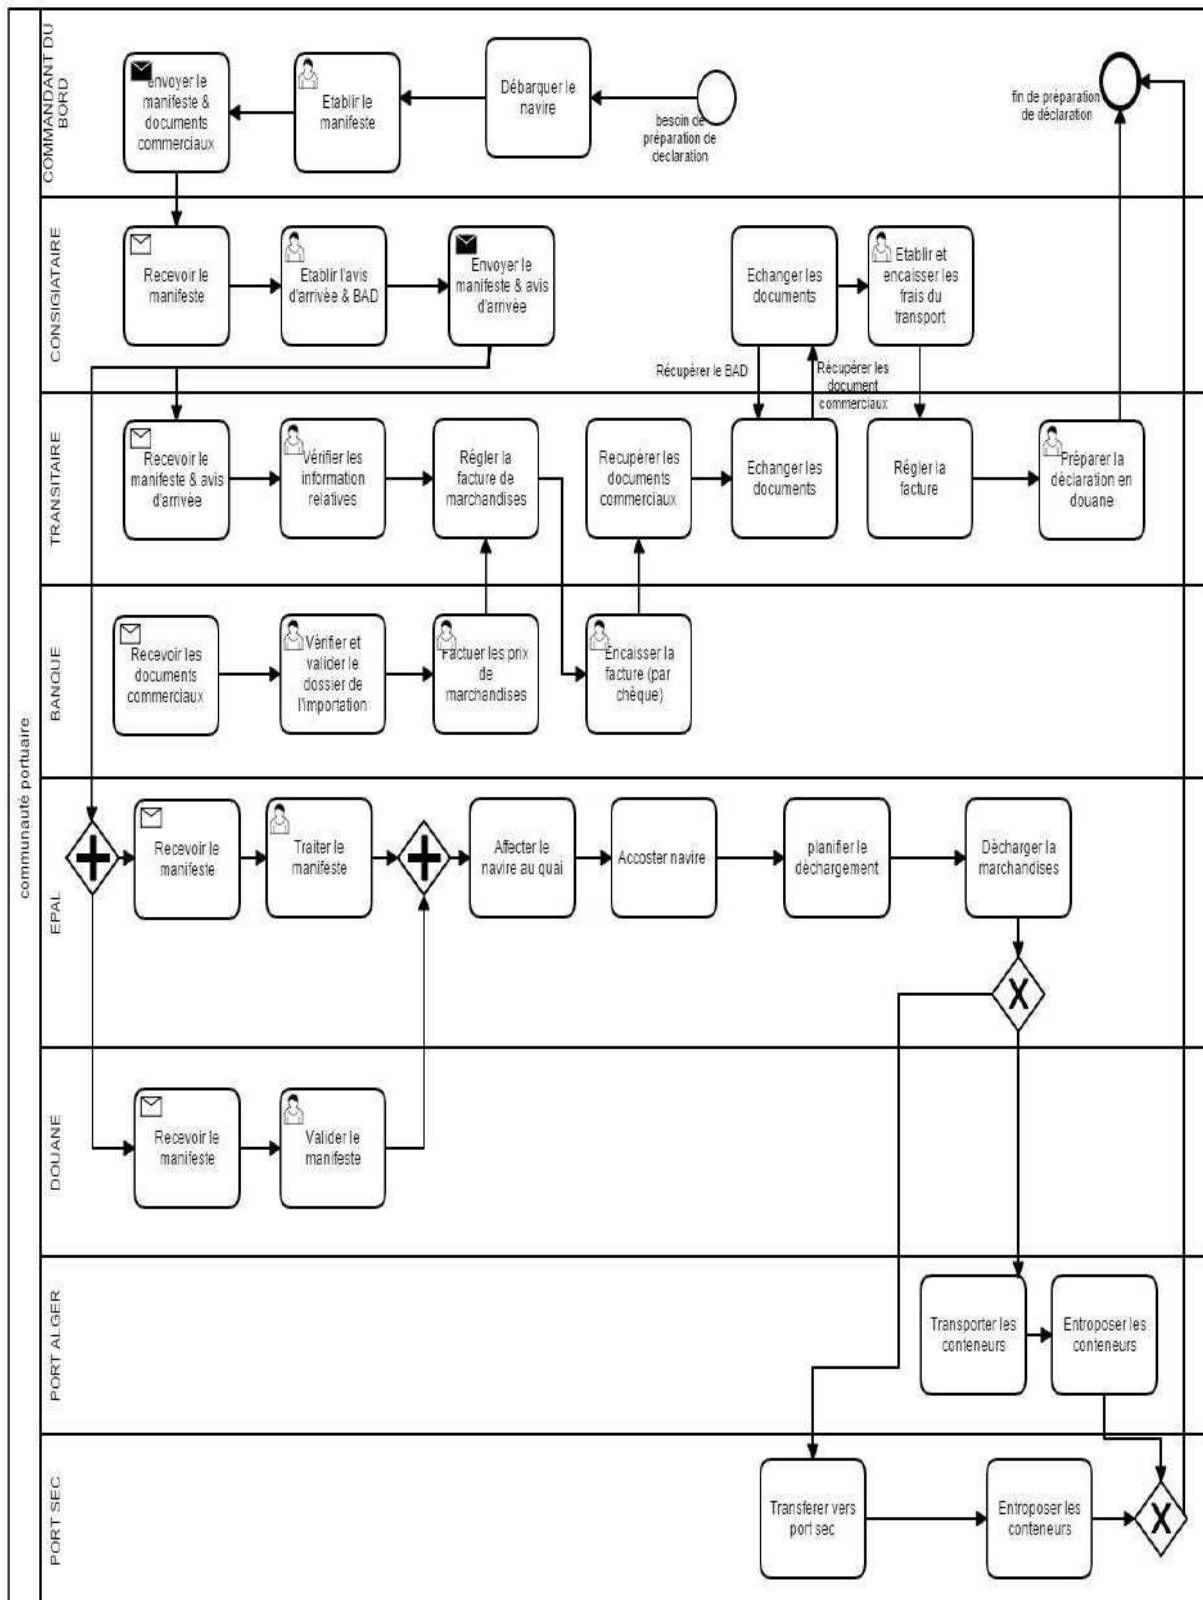 communauté portuaire
COMMANDANT DU
BORD
envoyer le
manifeste &
documents
commerciaux
Etablir le
manifeste
Débarquer le
navire
besoin de
préparation de
declaration
fin de préparation
de déclaration
CONSIGIATAIRE
Recevoir le
manifeste
Etablir l'avis
d'arrivée & BAD
Envoyer le
manifeste & avis
d'arrivée
Echanger les
documents
Etablir et
encaisser les
frais du
transport
Récupérer le BAD
Récupérer les
document
commerciaux
TRANSITAIRE
Recevoir le
manifeste & avis
d'arrivée
Vérifier les
information
relatives
Régler la
facture de
marchandises
Recupérer les
documents
commerciaux
Echanger les
documents
Régler la
facture
Préparer la
déclaration en
douane
BANQUE
Recevoir les
documents
commerciaux
Vérifier et
valider le
dossier de
l'importation
Factuer les prix
de
marchandises
Encaisser la
facture (par
chèque)
EPAL
Recevoir le
manifeste
Traiter le
manifeste
Affecter le
navire au quai
Accoster navire
planifier le
déchargement
Décharger la
marchandises
DOUANE
Recevoir le
manifeste
Valider le
manifeste
PORT ALGER
Transporter les
conteneurs
Entroposer les
conteneurs
PORT SEC
Transferer vers
port sec
Entroposer les
conteneurs